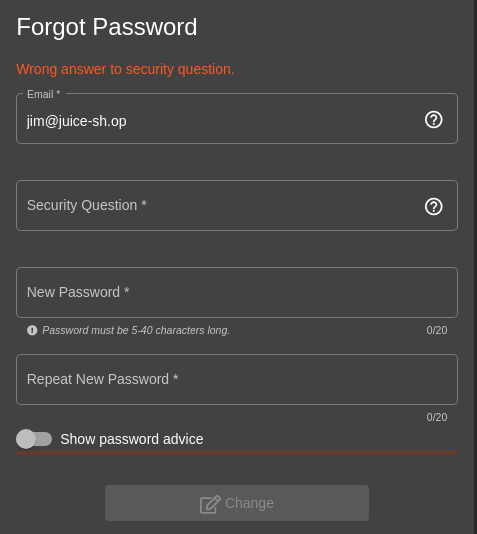 Forgot Password
Wrong answer to security question.
Email *
jim@juice-sh.op
Security Question *
New Password *
Password must be 5-40 characters long. 0/20
Repeat New Password *
0/20
Show password advice
Change